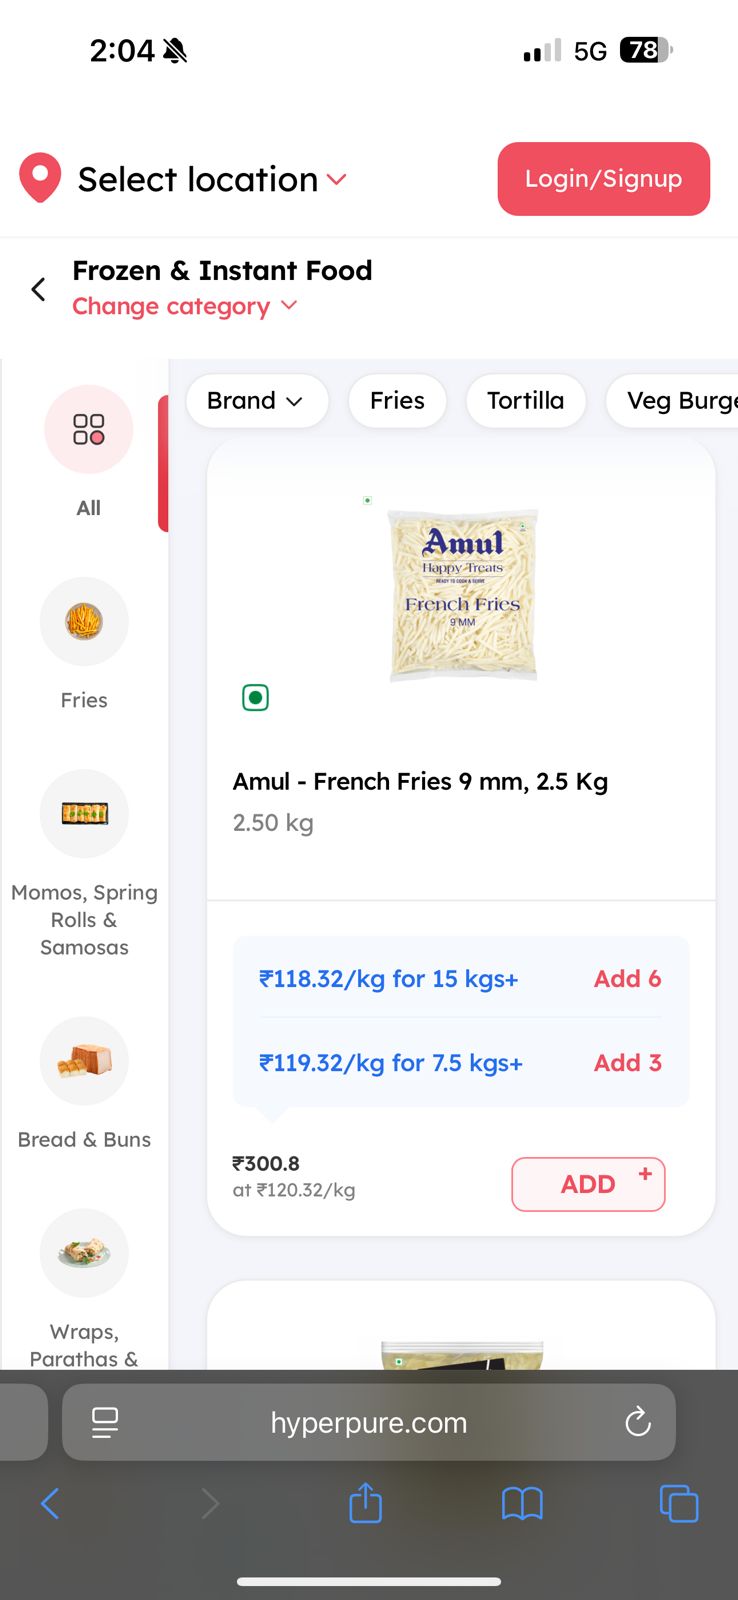 2:04
5G
78
Select location
Login/Signup
Frozen & Instant Food
Change category
Brand
Fries
Tortilla
Veg Burge
All
Fries
Momos, Spring
Rolls &
Samosas
Bread & Buns
Wraps,
Parathas &
Amul
Happy Treats
READY TO COOK & SERVE
French Fries
9 MM
Amul - French Fries 9 mm, 2.5 Kg
2.50 kg
₹118.32/kg for 15 kgs+
Add 6
₹119.32/kg for 7.5 kgs+
Add 3
₹300.8
at ₹120.32/kg
ADD +
hyperpure.com